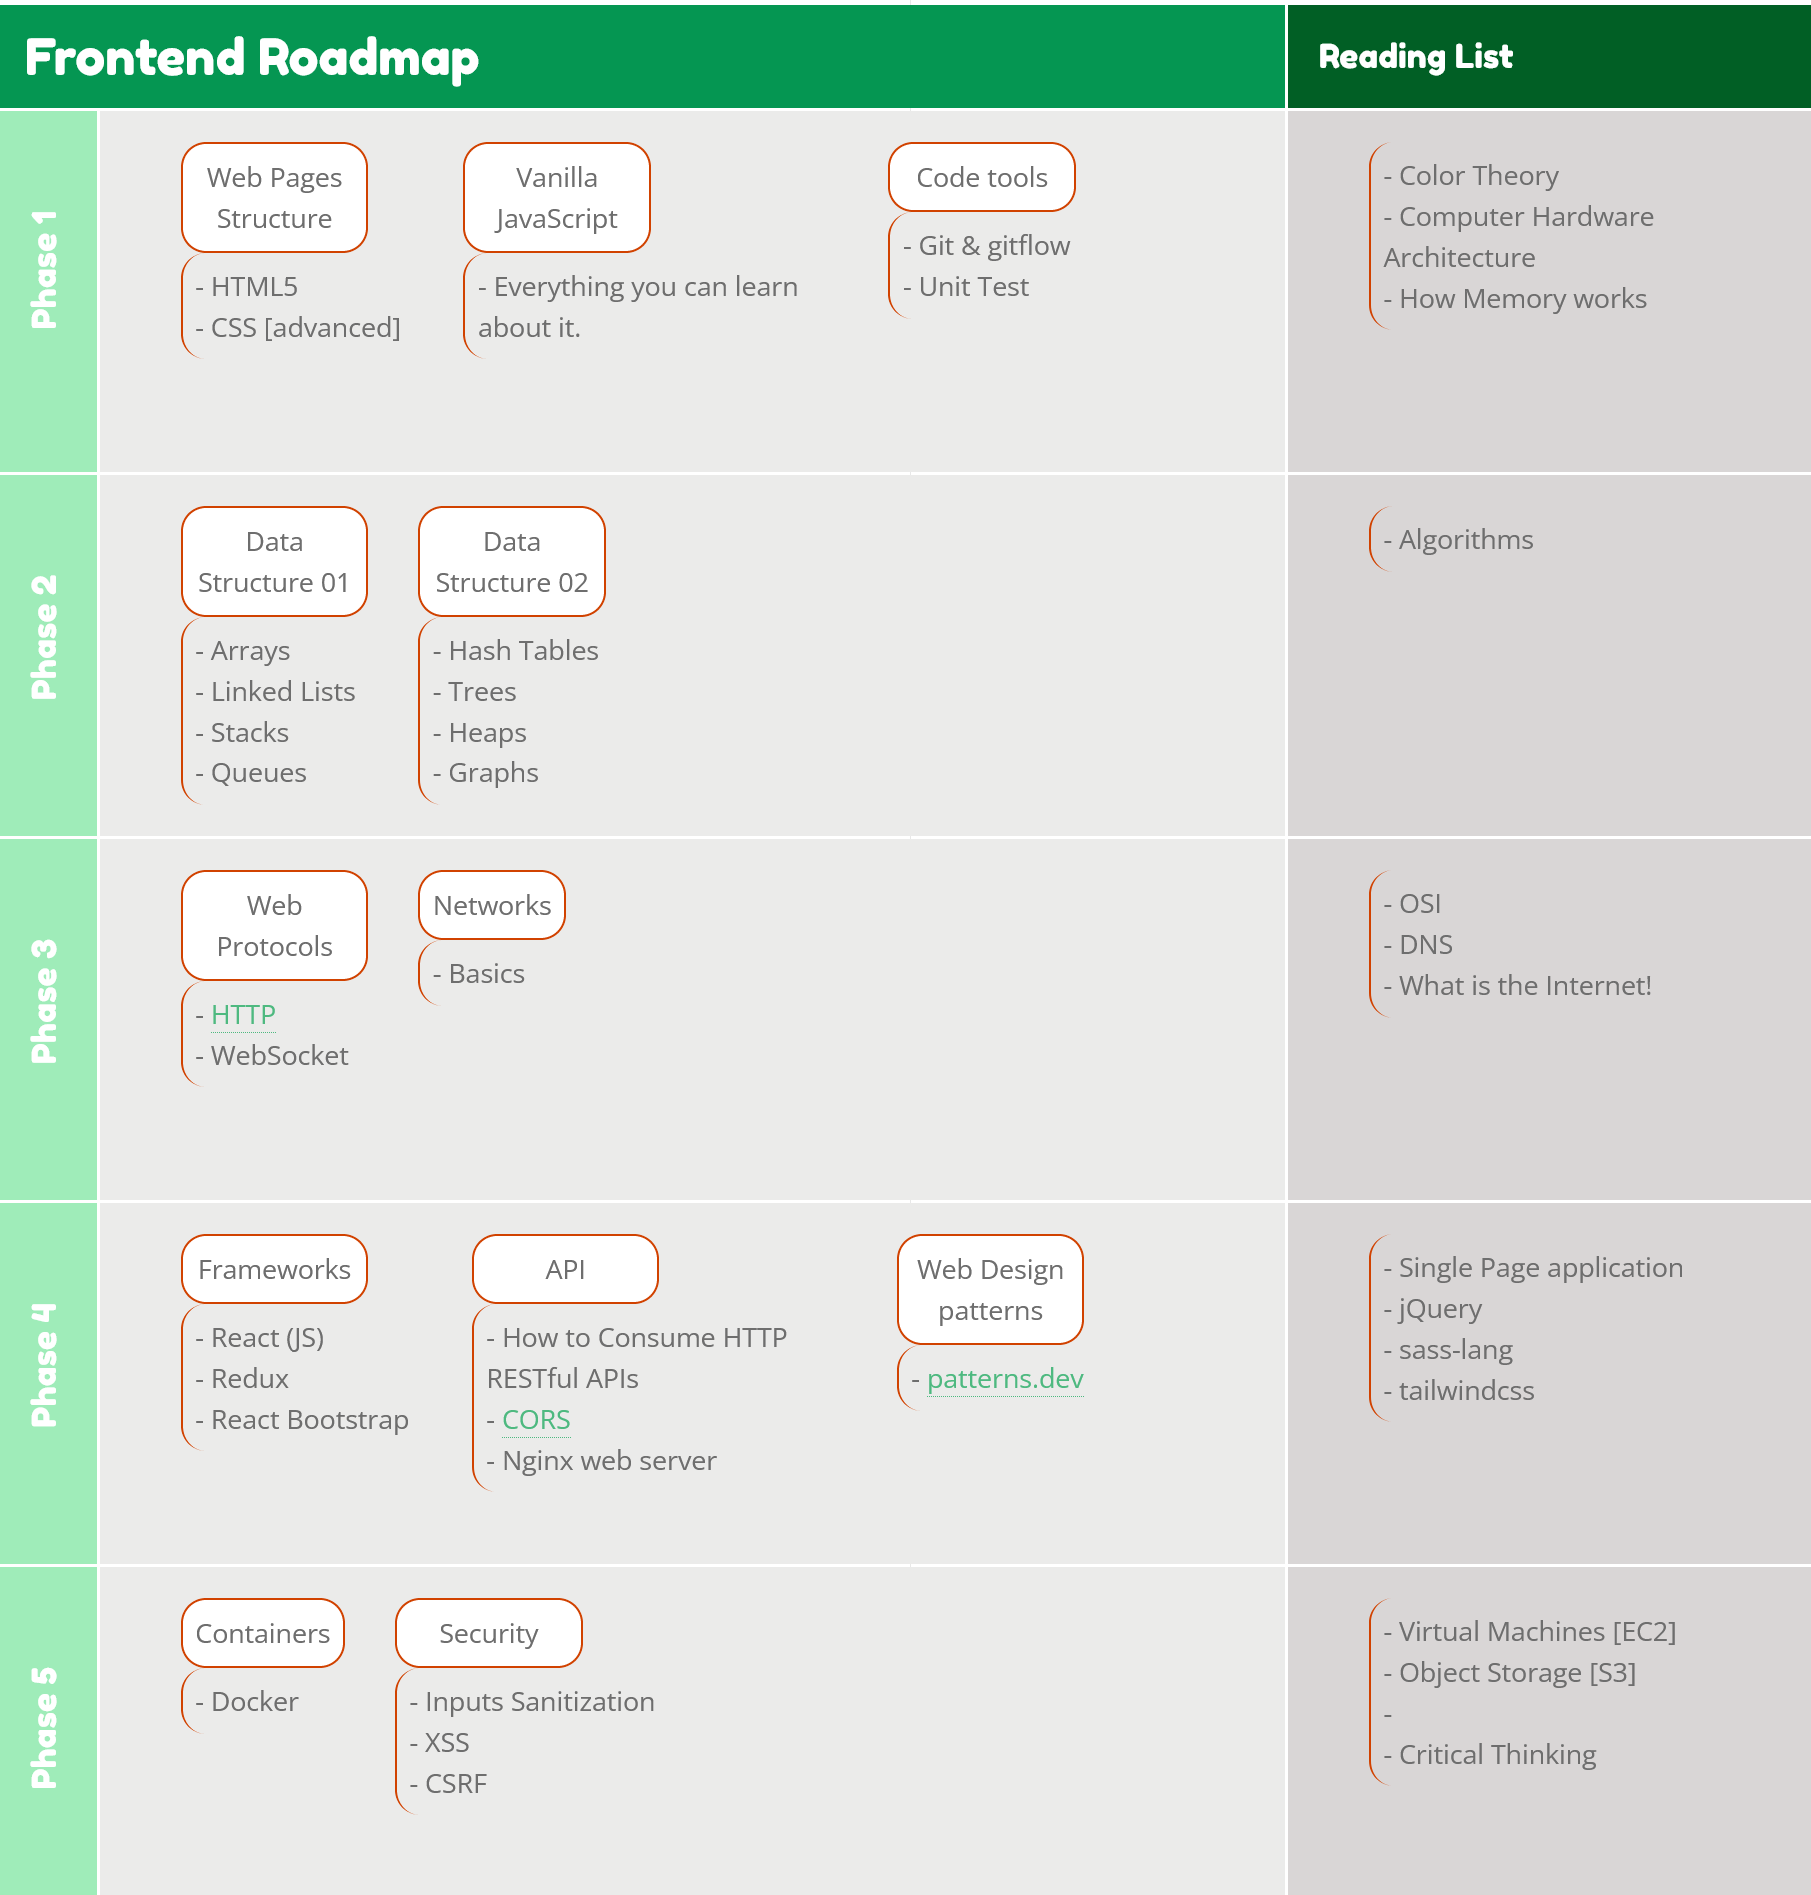 Frontend Roadmap
Reading List
Phase 1
Web Pages
Structure
- HTML5
- CSS [advanced]
Vanilla
JavaScript
- Everything you can learn
about it.
Code tools
- Git & gitflow
- Unit Test
- Color Theory
- Computer Hardware
Architecture
- How Memory works
Phase 2
Data
Structure 01
- Arrays
- Linked Lists
- Stacks
- Queues
Data
Structure 02
- Hash Tables
- Trees
- Heaps
- Graphs
- Algorithms
Phase 3
Web
Protocols
- HTTP
- WebSocket
Networks
- Basics
- OSI
- DNS
- What is the Internet!
Phase 4
Frameworks
- React (JS)
- Redux
- React Bootstrap
API
- How to Consume HTTP
RESTful APIs
- CORS
- Nginx web server
Web Design
patterns
- patterns.dev
- Single Page application
- jQuery
- sass-lang
- tailwindcss
Phase 5
Containers
- Docker
Security
- Inputs Sanitization
- XSS
- CSRF
- Virtual Machines [EC2]
- Object Storage [S3]
-
- Critical Thinking